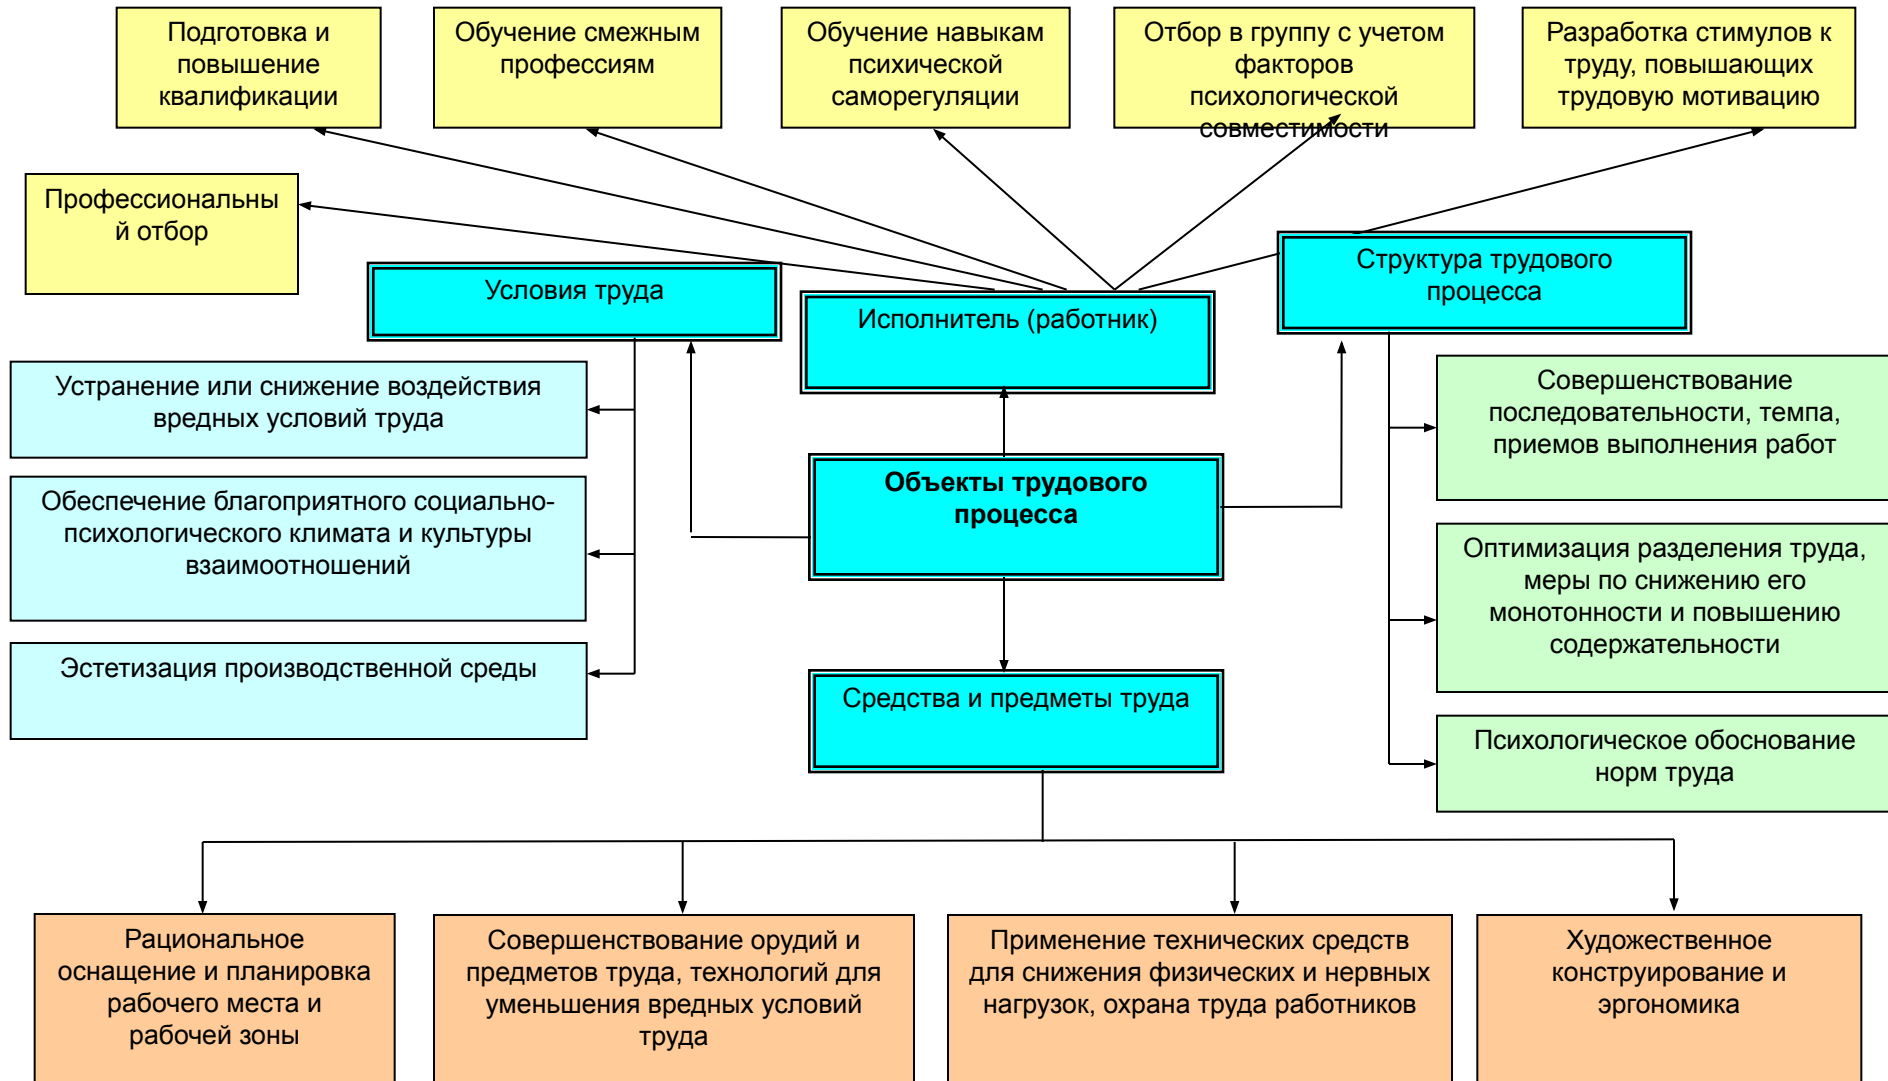 Подготовка и
повышение
квалификации
Обучение смежным
профессиям
Обучение навыкам
психической
саморегуляции
Отбор в группу с учетом
факторов
психологической
совместимости
Разработка стимулов к
труду, повышающих
трудовую мотивацию
Профессиональны
й отбор
Условия труда
Исполнитель (работник)
Структура трудового
процесса
Устранение или снижение воздействия
вредных условий труда
Обеспечение благоприятного социально-
психологического климата и культуры
взаимоотношений
Эстетизация производственной среды
Объекты трудового
процесса
Средства и предметы труда
Совершенствование
последовательности, темпа,
приемов выполнения работ
Оптимизация разделения труда,
меры по снижению его
монотонности и повышению
содержательности
Психологическое обоснование
норм труда
Рациональное
оснащение и планировка
рабочего места и
рабочей зоны
Совершенствование орудий и
предметов труда, технологий для
уменьшения вредных условий
труда
Применение технических средств
для снижения физических и нервных
нагрузок, охрана труда работников
Художественное
конструирование и
эргономика